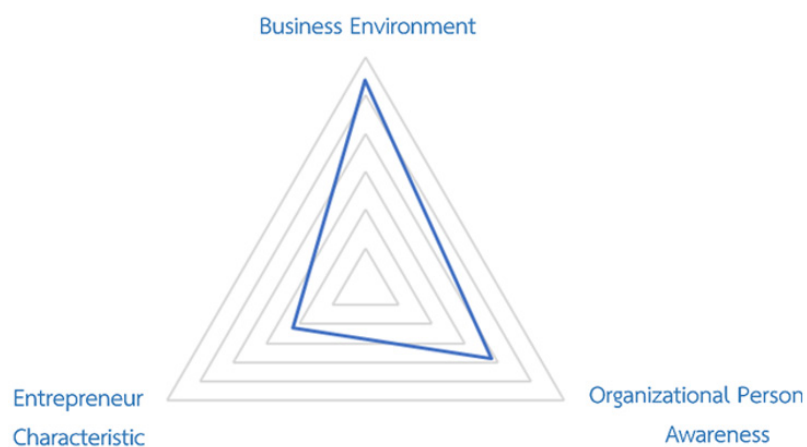 Business Environment
Entrepreneur
Characteristic
Organizational Person
Awareness